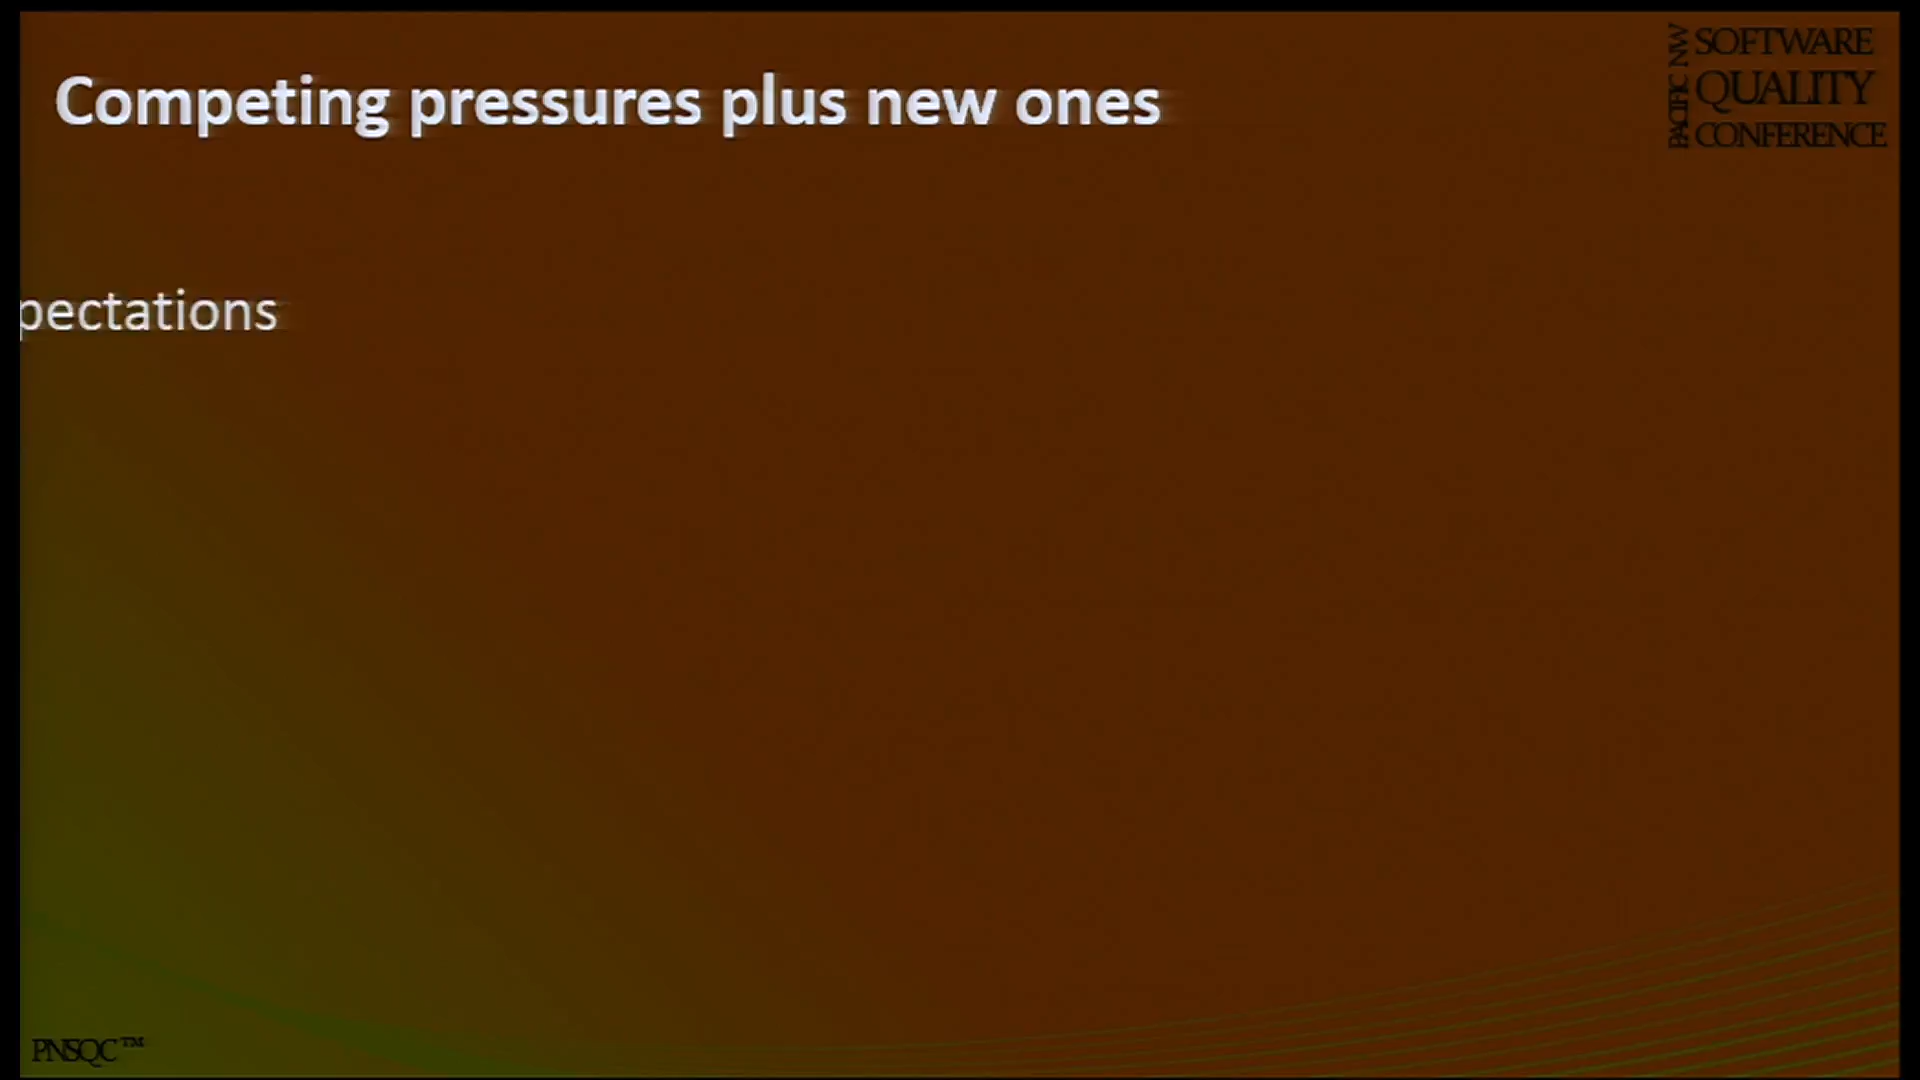 Competing pressures plus new ones
PACIFIC NW
SOFTWARE
QUALITY
CONFERENCE
pectations
PNSQC™